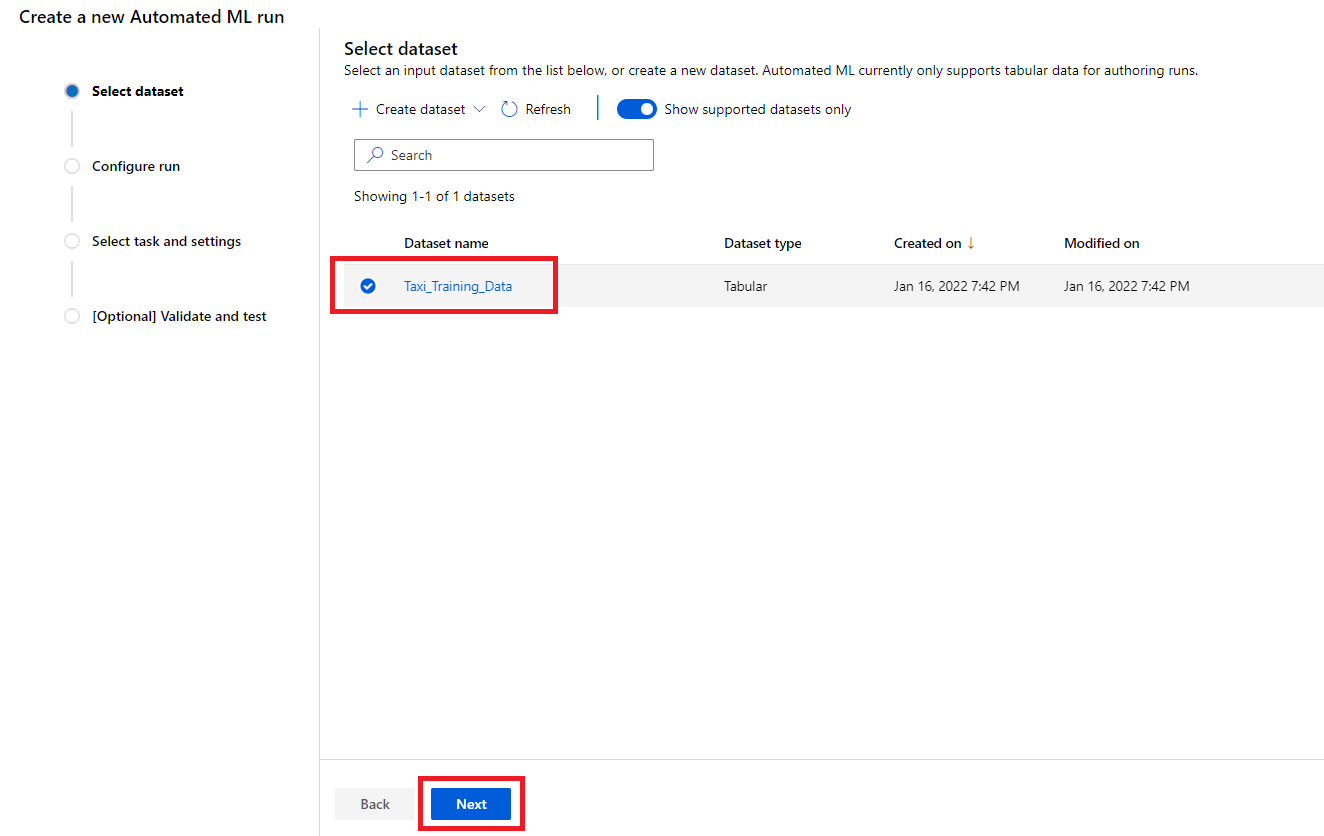 Create a new Automated ML run
Select dataset
Configure run
Select task and settings
[Optional] Validate and test
Select dataset
Select an input dataset from the list below, or create a new dataset. Automated ML currently only supports tabular data for authoring runs.
Create dataset Refresh Show supported datasets only
Search
Showing 1-1 of 1 datasets
Dataset name Dataset type Created on ↓ Modified on
Taxi_Training_Data Tabular Jan 16, 2022 7:42 PM Jan 16, 2022 7:42 PM
Back Next